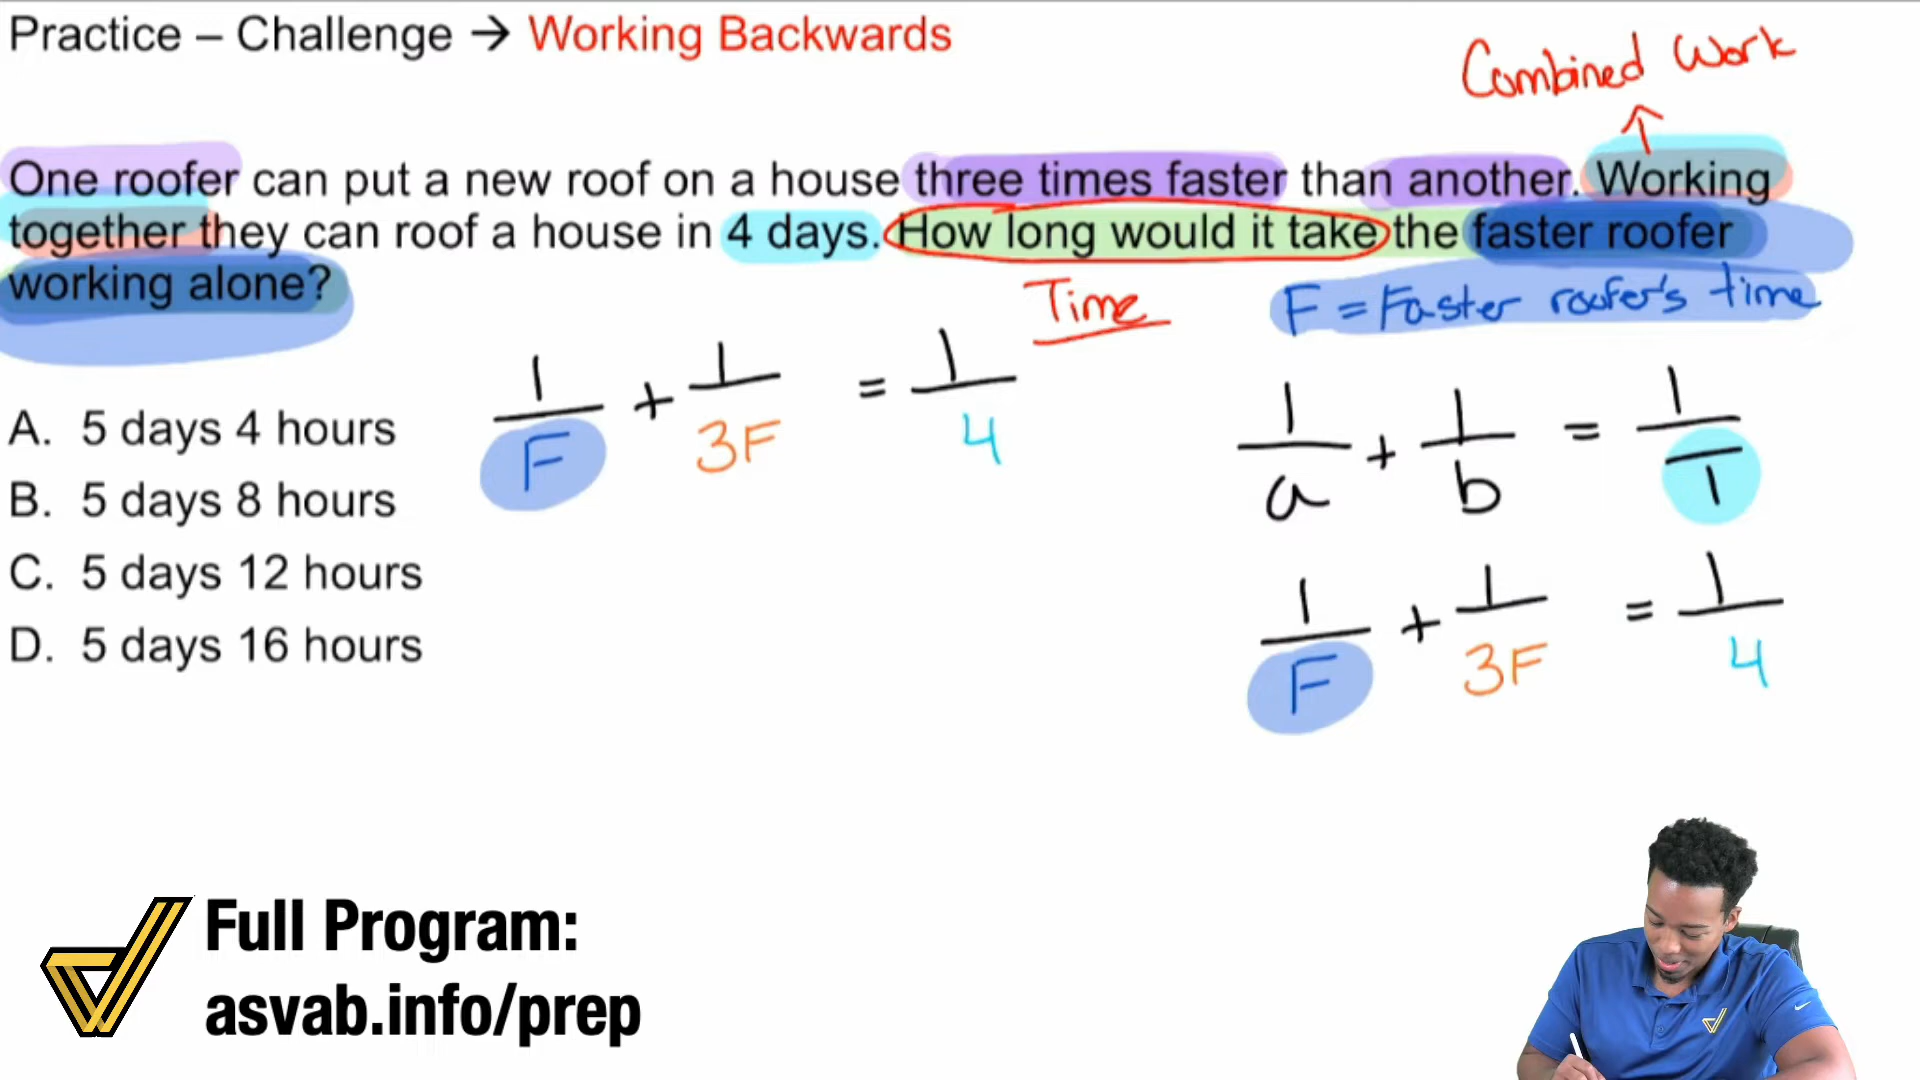 Practice – Challenge → Working Backwards
Combined Work
One roofer can put a new roof on a house three times faster than another. Working
together they can roof a house in 4 days. How long would it take the faster roofer
working alone?
Time
F = Faster roofer's time
A. 5 days 4 hours
B. 5 days 8 hours
C. 5 days 12 hours
D. 5 days 16 hours
1/F + 1/3F = 1/4
1/a + 1/b = 1/T
1/F + 1/3F = 1/4
Full Program:
asvab.info/prep